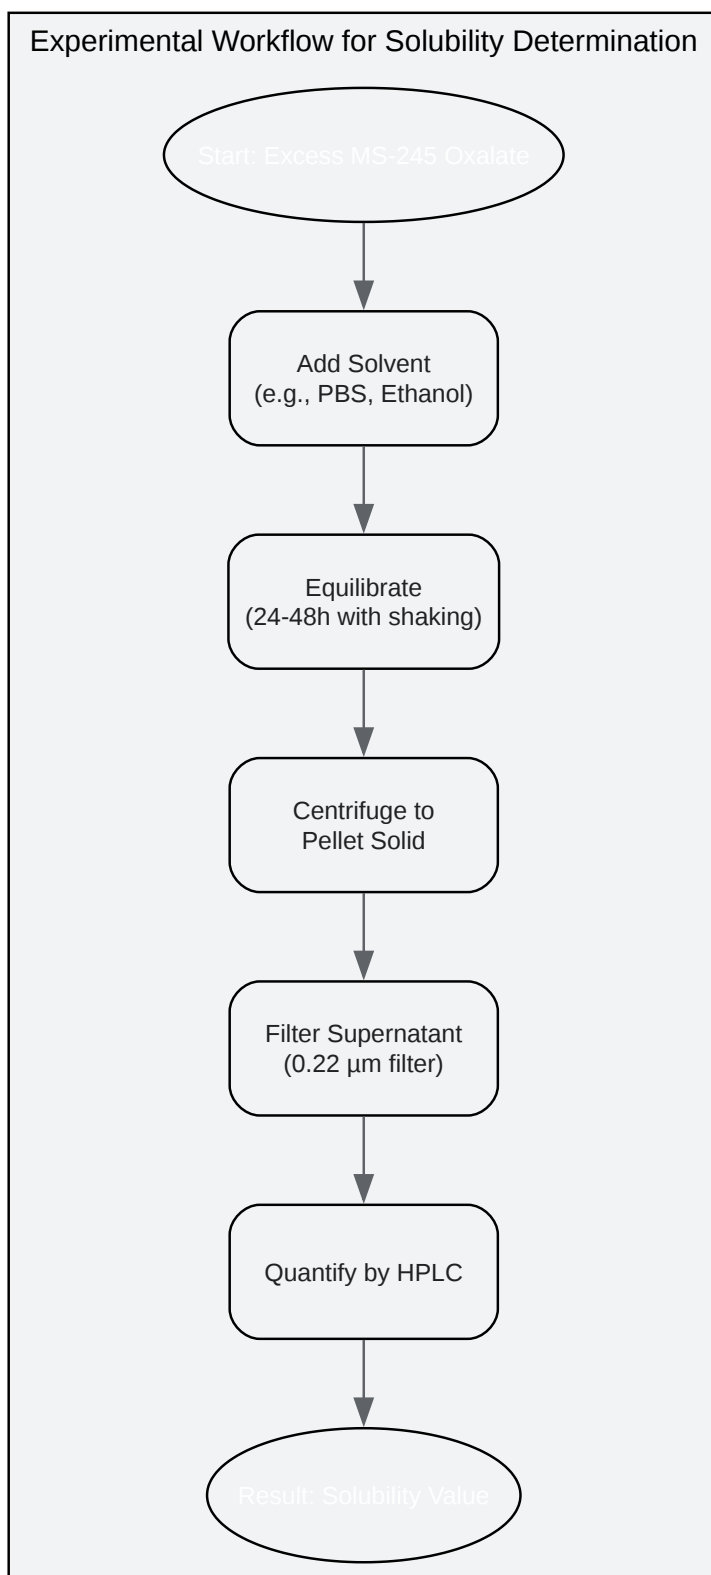 Experimental Workflow for Solubility Determination
Start: Excess MS-245 Oxalate
Add Solvent
(e.g., PBS, Ethanol)
Equilibrate
(24-48h with shaking)
Centrifuge to
Pellet Solid
Filter Supernatant
(0.22 µm filter)
Quantify by HPLC
Result: Solubility Value